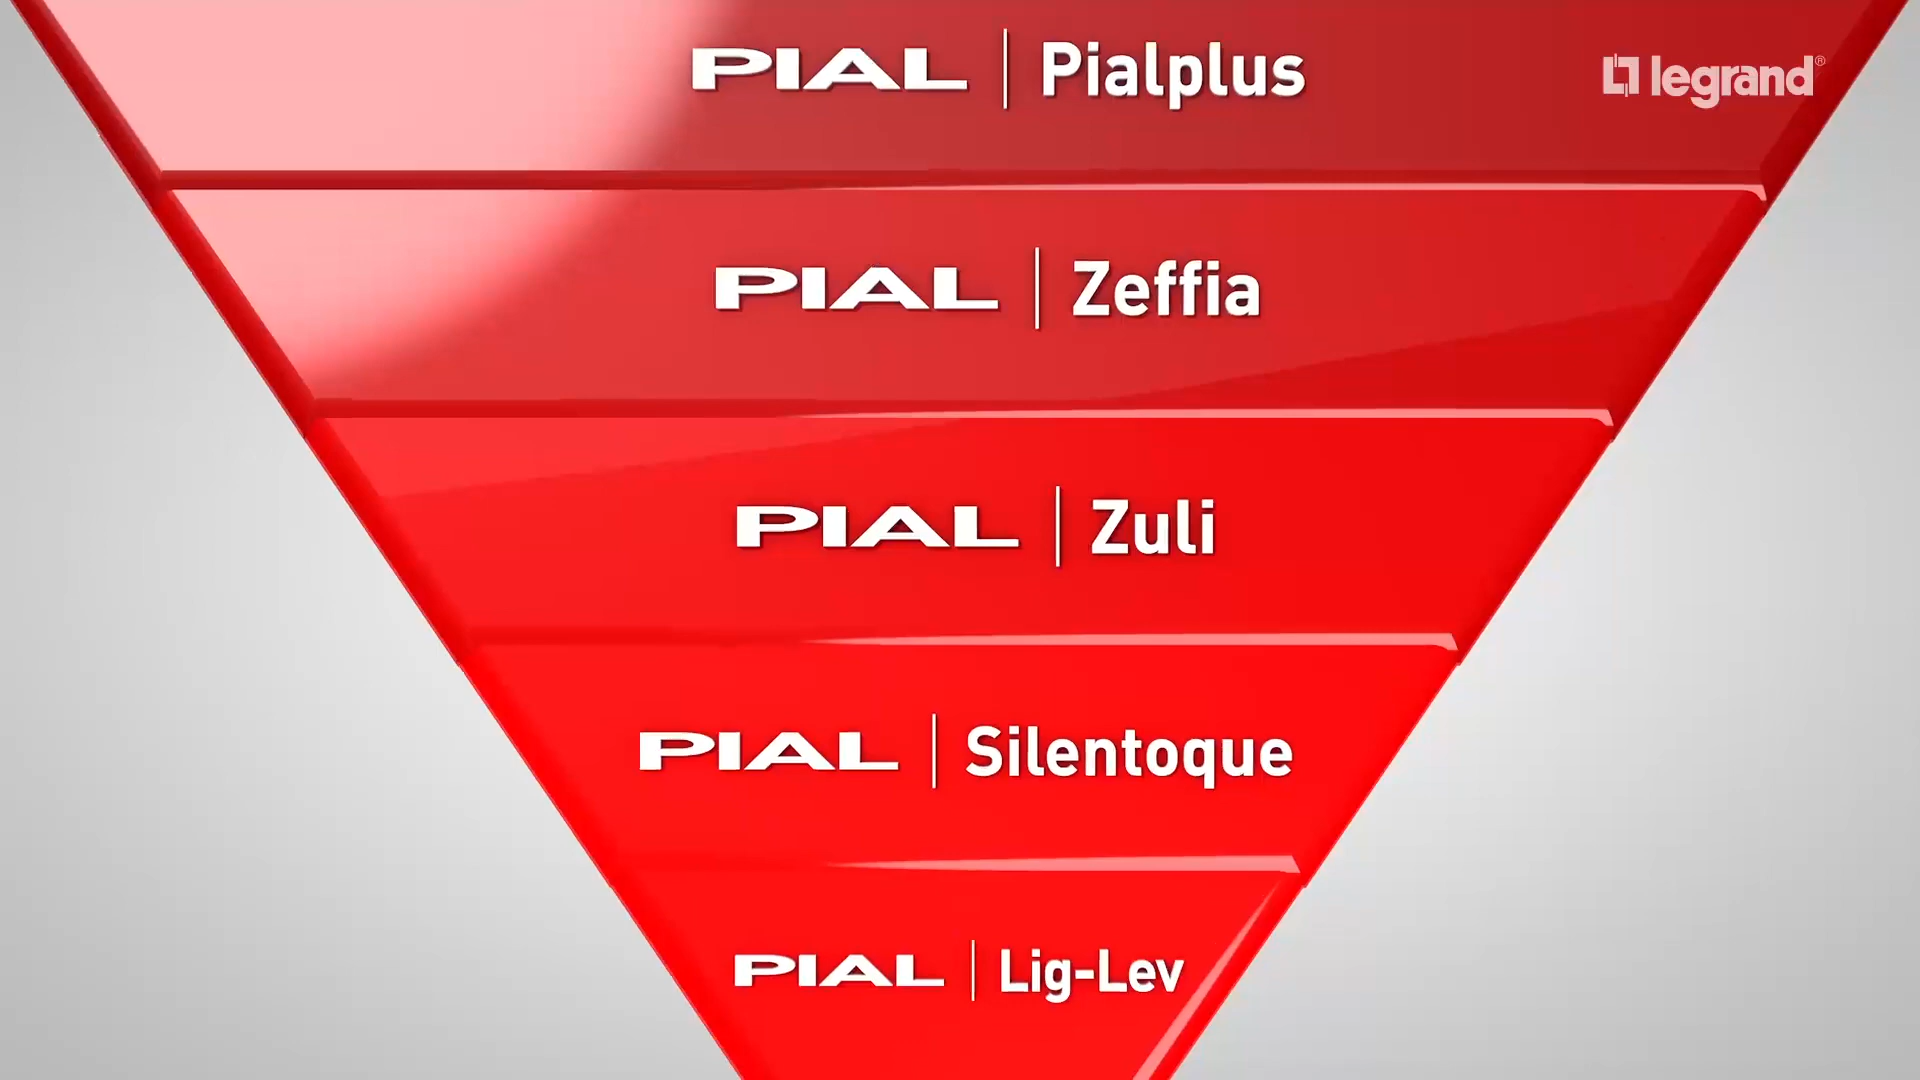 PIAL | Pialplus
legrand®
PIAL | Zeffia
PIAL | Zuli
PIAL | Silentoque
PIAL | Lig-Lev